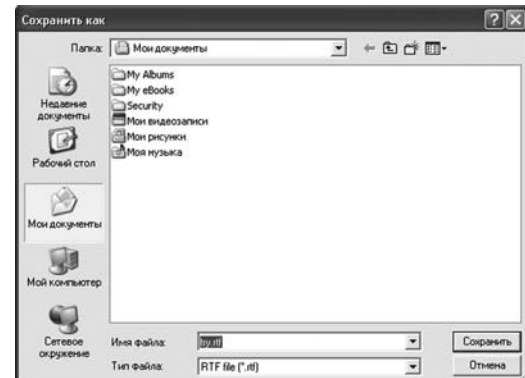 Сохранить как
Папка: Мои документы
My Albums
My eBooks
Security
Мои видеозаписи
Мои рисунки
Моя музыка
Недавние документы
Рабочий стол
Мои документы
Мой компьютер
Сетевое окружение
Имя файла:
Сохранить
Тип файла: RTF file (*.rtf)
Отмена